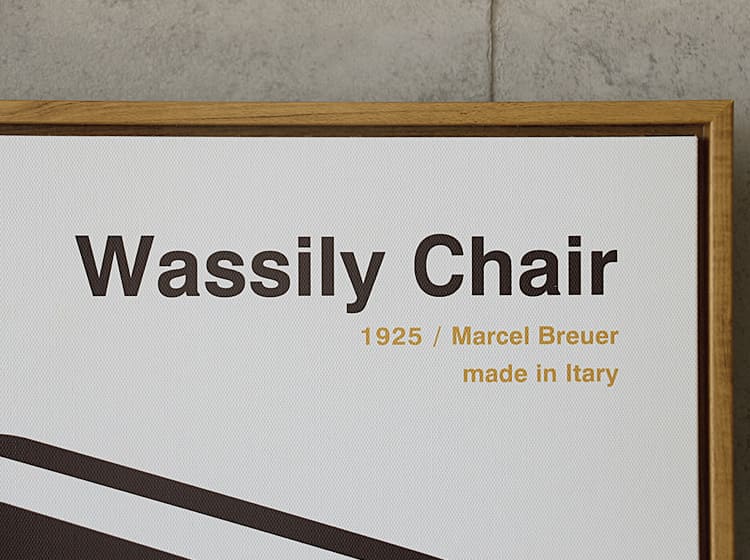 Wassily Chair
1925 / Marcel Breuer
made in Itary